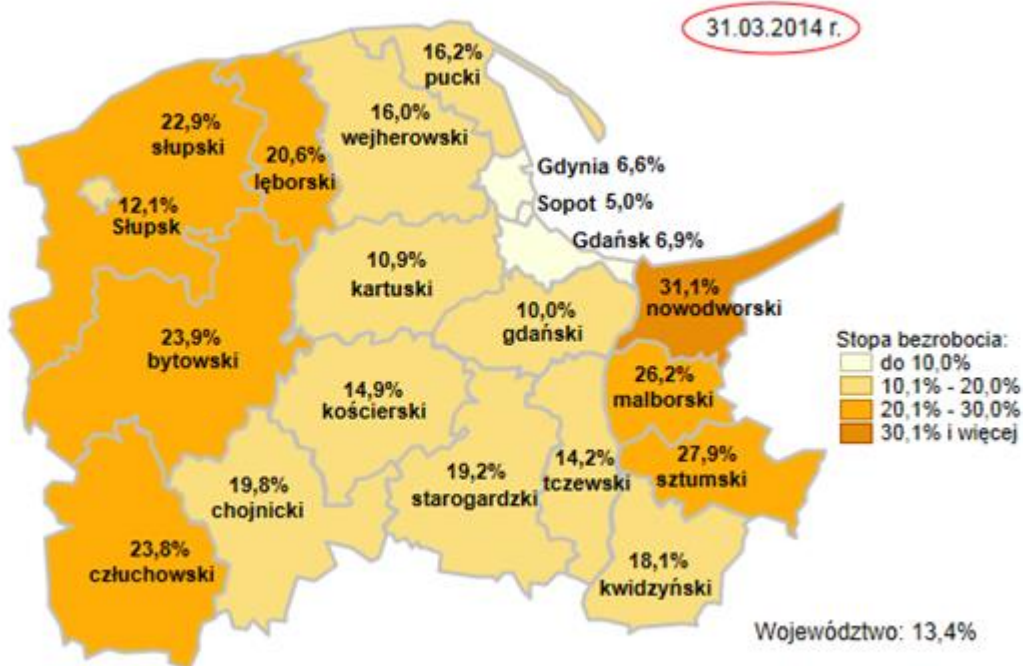 31.03.2014 r.
16,2%
pucki
16,0%
wejherowski
22,9%
słupski
20,6%
lęborski
Gdynia 6,6%
Sopot 5,0%
12,1%
Słupsk
Gdańsk 6,9%
10,9%
kartuski
31,1%
nowodworski
10,0%
gdański
23,9%
bytowski
Stopa bezrobocia:
do 10,0%
10,1% - 20,0%
20,1% - 30,0%
30,1% i więcej
26,2%
malborski
14,9%
kościerski
27,9%
sztumski
14,2%
tczewski
19,2%
starogardzki
19,8%
chojnicki
23,8%
człuchowski
18,1%
kwidzyński
Województwo: 13,4%